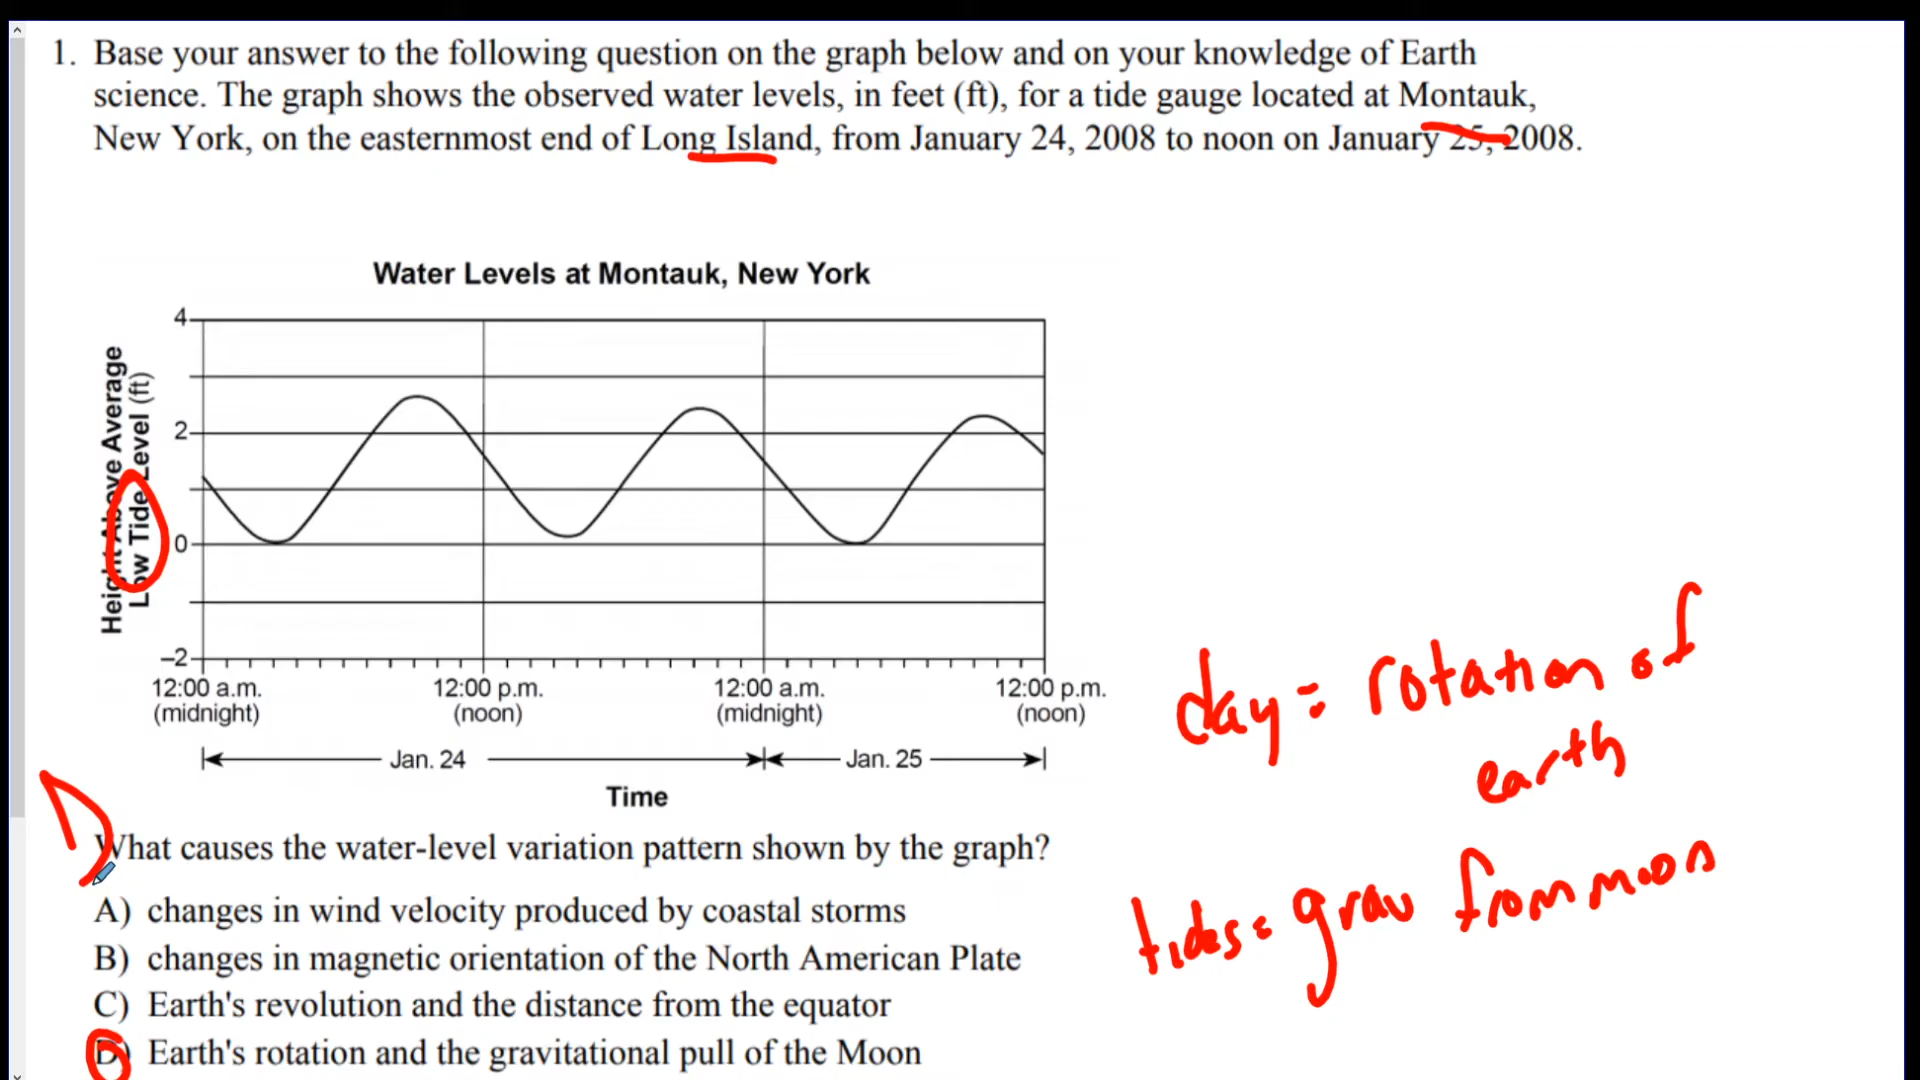 1. Base your answer to the following question on the graph below and on your knowledge of Earth
science. The graph shows the observed water levels, in feet (ft), for a tide gauge located at Montauk,
New York, on the easternmost end of Long Island, from January 24, 2008 to noon on January 25, 2008.
Water Levels at Montauk, New York
Height Above Average
Low Tide Level (ft)
4
2
0
–2
12:00 a.m. 12:00 p.m. 12:00 a.m. 12:00 p.m.
(midnight) (noon) (midnight) (noon)
Jan. 24 Jan. 25
Time
day = rotation of
earth
tides = grav from moon
D
What causes the water-level variation pattern shown by the graph?
A) changes in wind velocity produced by coastal storms
B) changes in magnetic orientation of the North American Plate
C) Earth's revolution and the distance from the equator
D) Earth's rotation and the gravitational pull of the Moon